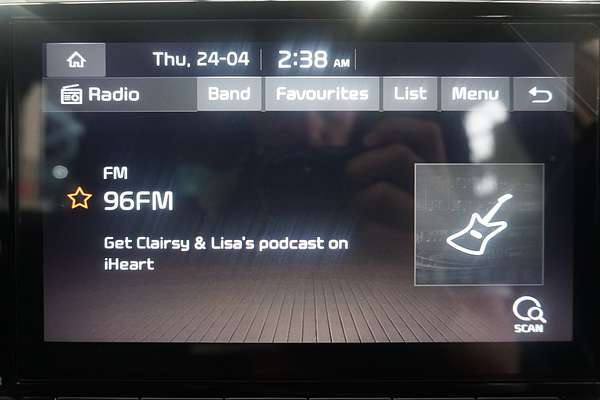 Thu, 24-04 2:38 AM
Radio Band Favourites List Menu
FM
96FM
Get Clairsy & Lisa's podcast on
iHeart
SCAN